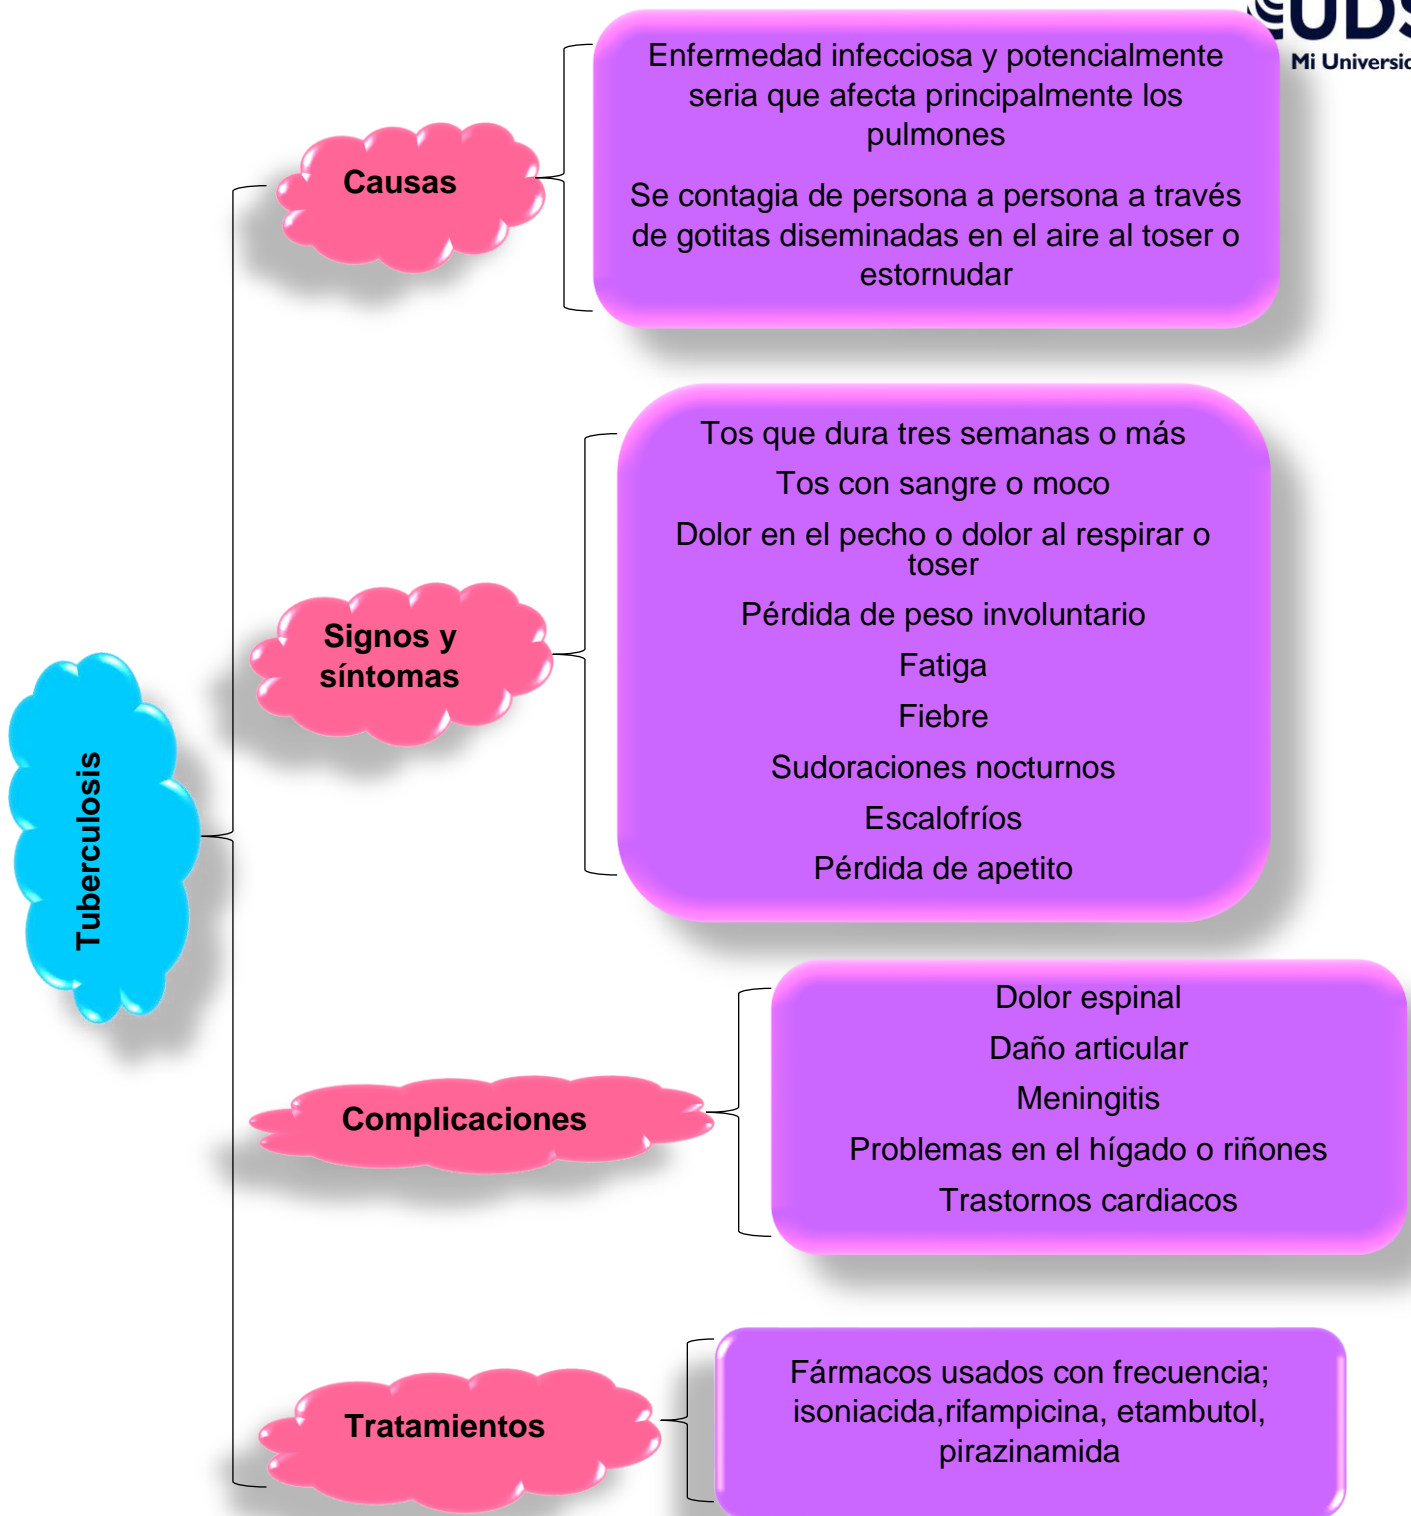 UDS
Mi Universid
Enfermedad infecciosa y potencialmente
seria que afecta principalmente los
pulmones
Causas
Se contagia de persona a persona a través
de gotitas diseminadas en el aire al toser o
estornudar
Tos que dura tres semanas o más
Tos con sangre o moco
Dolor en el pecho o dolor al respirar o
toser
Pérdida de peso involuntario
Signos y
síntomas
Fatiga
Fiebre
Sudoraciones nocturnos
Escalofríos
Pérdida de apetito
Tuberculosis
Dolor espinal
Daño articular
Meningitis
Complicaciones
Problemas en el hígado o riñones
Trastornos cardiacos
Fármacos usados con frecuencia;
isoniacida,rifampicina, etambutol,
pirazinamida
Tratamientos